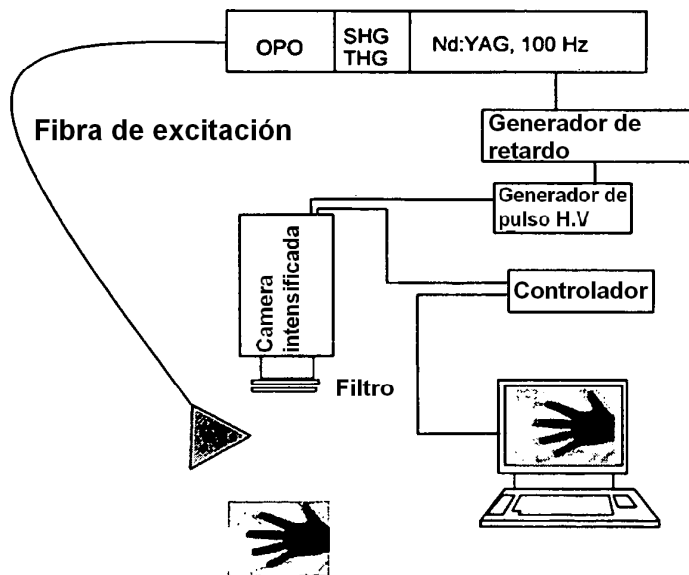 OPO
SHG
THG
Nd:YAG, 100 Hz
Fibra de excitación
Generador de
retardo
Generador de
pulso H.V
Camera
intensificada
Controlador
Filtro